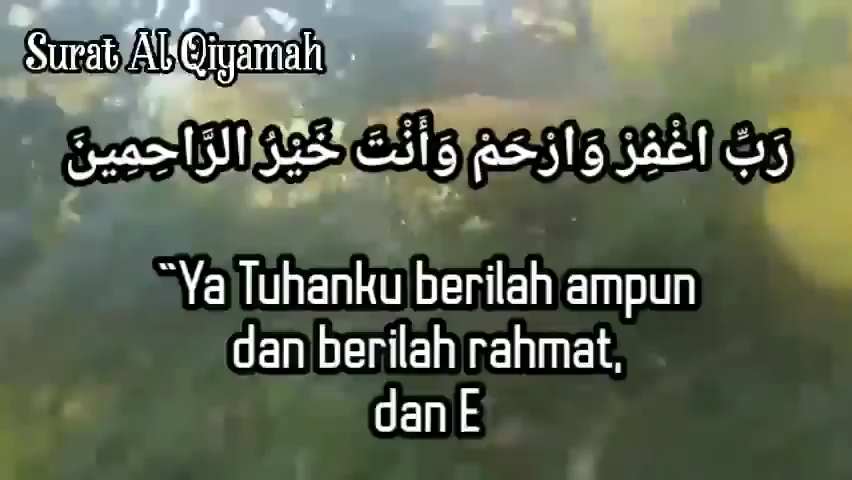 Surat Al Qiyamah
رَبِّ اغْفِرْ وَارْحَمْ وَأَنْتَ خَيْرُ الرَّاحِمِينَ
“Ya Tuhanku berilah ampun
dan berilah rahmat,
dan E